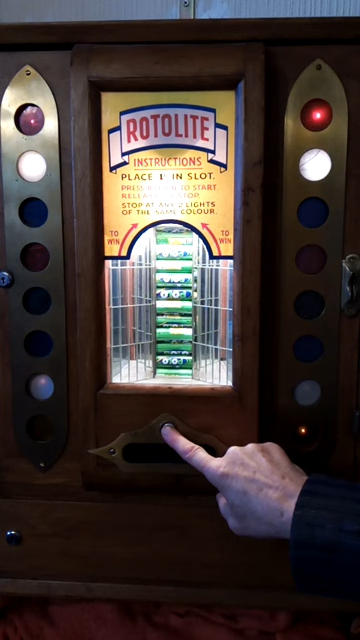 ROTOLITE
INSTRUCTIONS
PLACE 1D IN SLOT.
PRESS BUTTON TO START
RELEASE TO STOP.
STOP AT ANY 2 LIGHTS
OF THE SAME COLOUR.
TO WIN
TO WIN